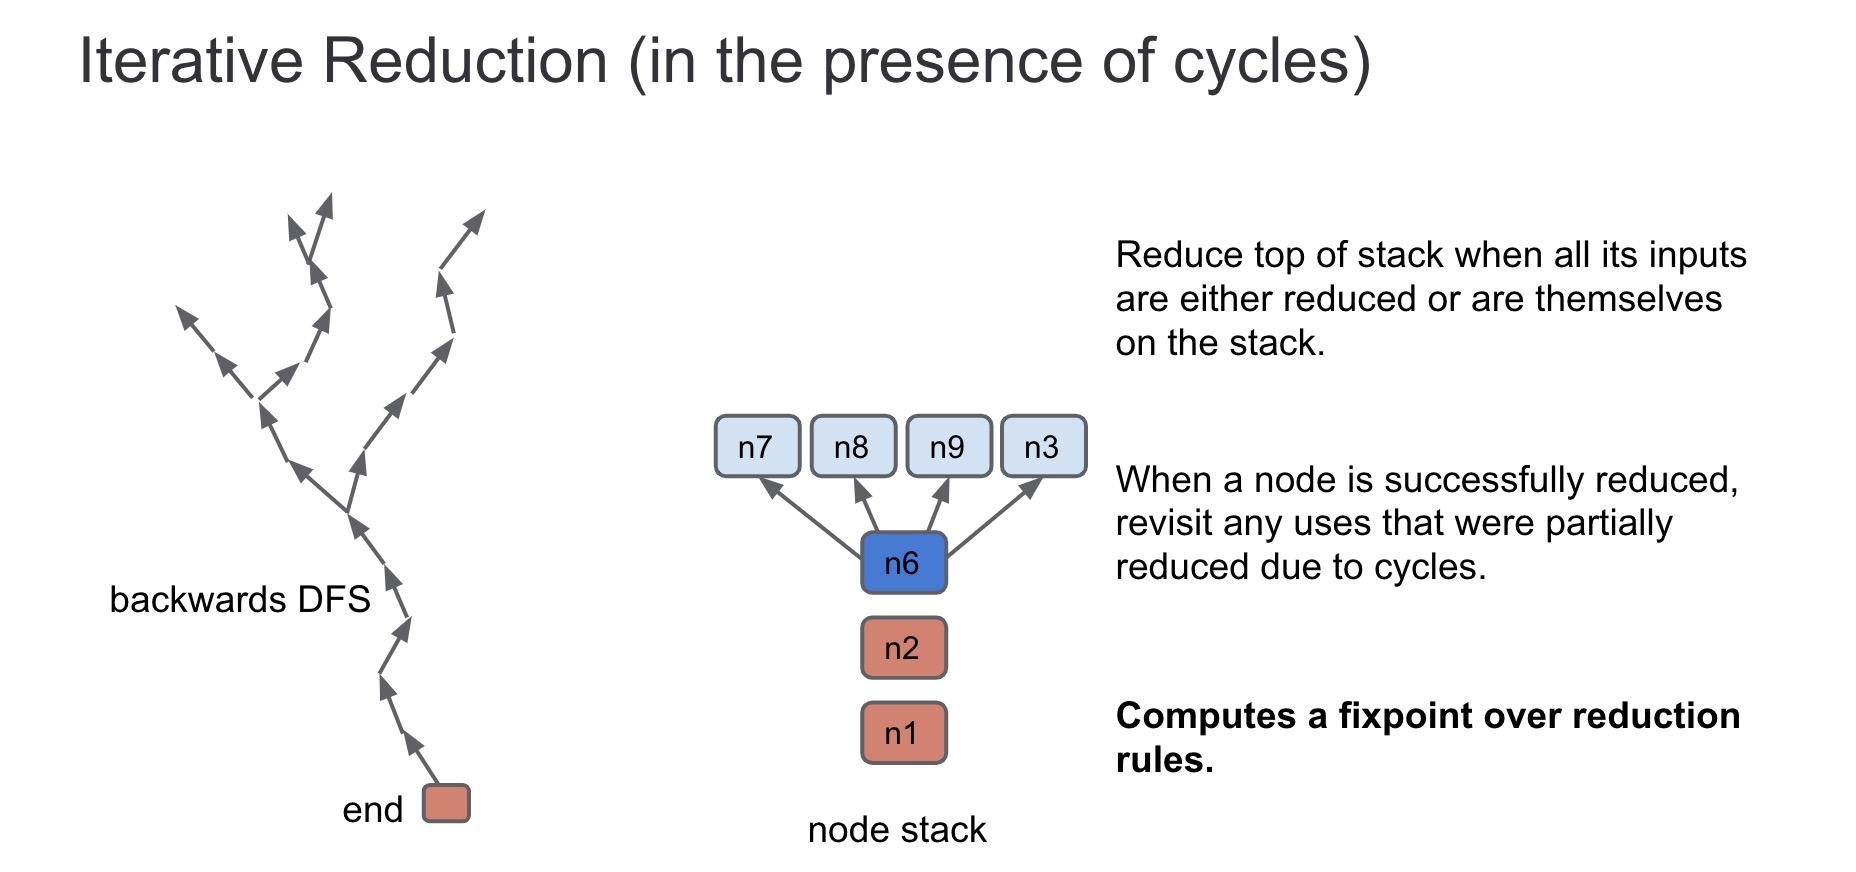 Iterative Reduction (in the presence of cycles)
backwards DFS
end
n7 n8 n9 n3
n6
n2
n1
node stack
Reduce top of stack when all its inputs
are either reduced or are themselves
on the stack.
When a node is successfully reduced,
revisit any uses that were partially
reduced due to cycles.
Computes a fixpoint over reduction
rules.